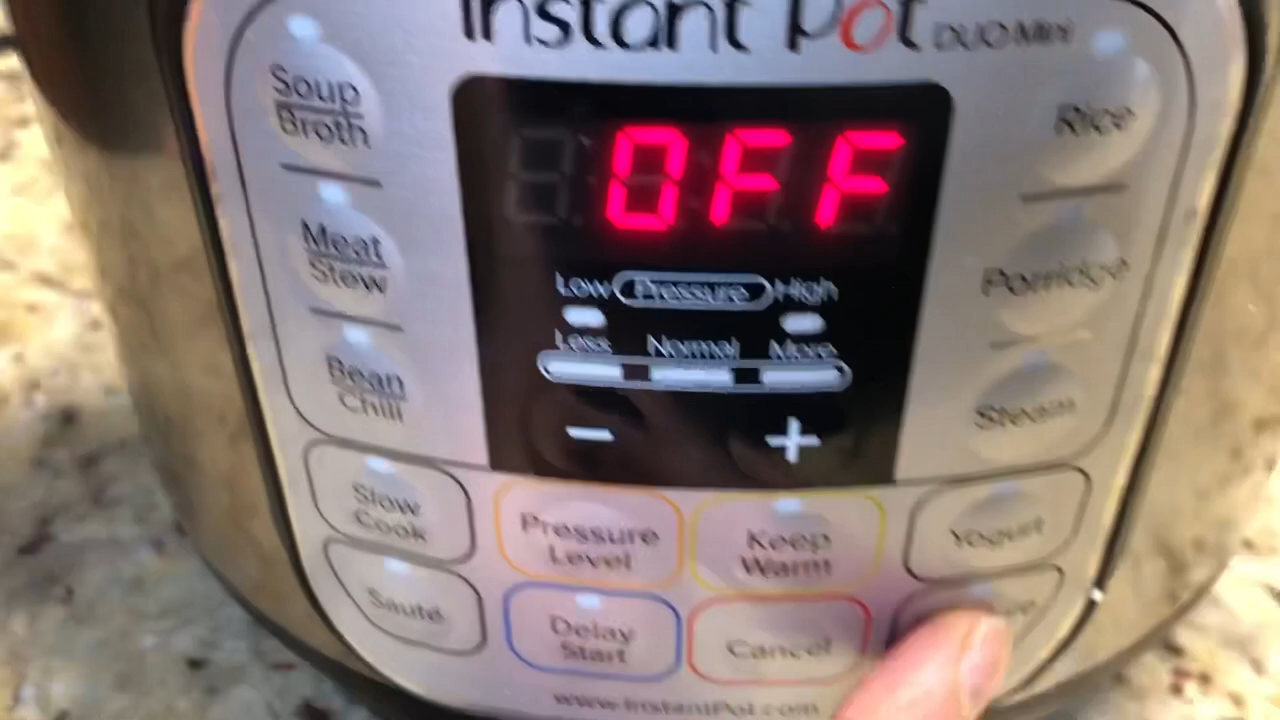 Instant Pot DUO Mini
Soup
Broth
Rice
OFF
Meat
Stew
Porridge
Low Pressure High
Less Normal More
Bean
Chili
Steam
- +
Slow
Cook
Pressure
Level
Keep
Warm
Yogurt
Sauté
Delay
Start
Cancel
www.InstantPot.com